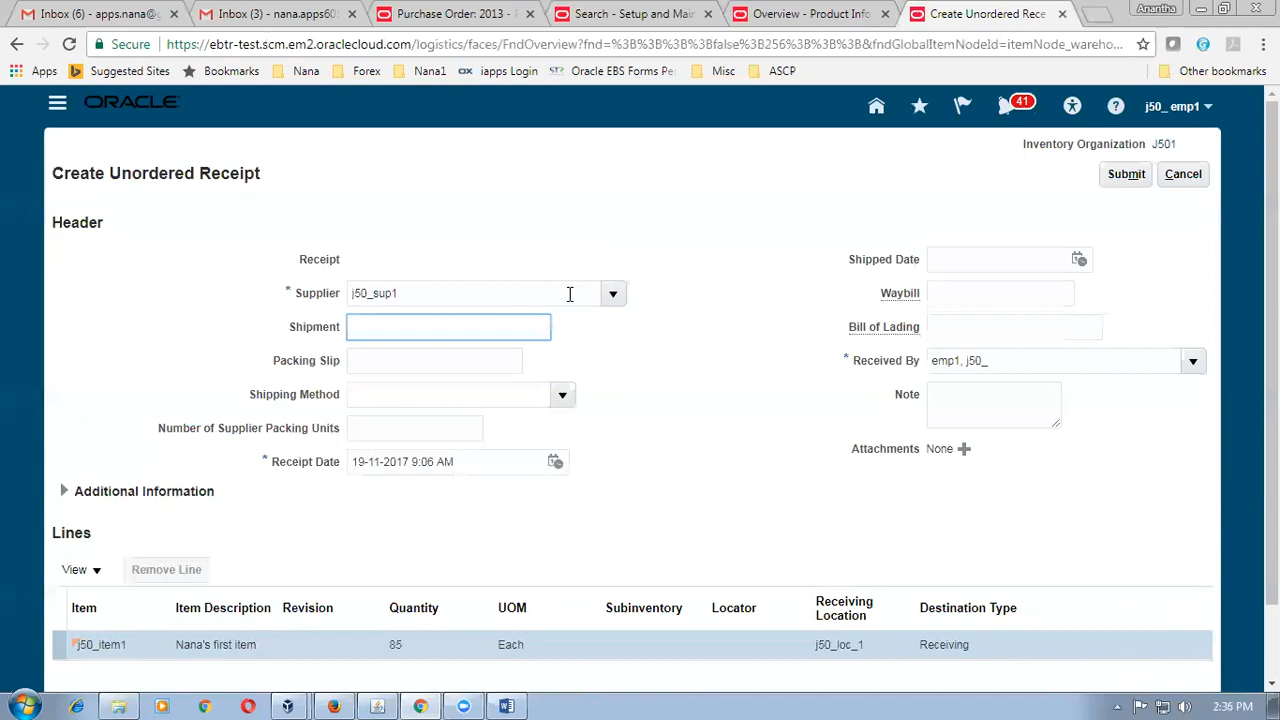 Inbox (6) - apps.nana@g
Inbox (3) - nana.apps60
Purchase Order: 2013 -
Search - Setup and Main
Overview - Product Info
Create Unordered Rece
Anantha
Secure
https://ebtr-test.scm.em2.oraclecloud.com/logistics/faces/FndOverview?fnd=%3B%3B%3B%3Bfalse%3B256%3B%3B%3B&fndGlobalItemNodeId=itemNode_wareho...
Apps Suggested Sites Bookmarks Nana Forex Nana1 iapps Login Oracle EBS Forms Per Misc ASCP Other bookmarks
ORACLE
41
j50_ emp1
Inventory Organization J501
Create Unordered Receipt
Submit Cancel
Header
Receipt
Shipped Date
* Supplier j50_sup1
Waybill
Shipment
Bill of Lading
Packing Slip
* Received By emp1, j50_
Shipping Method
Note
Number of Supplier Packing Units
Attachments None
* Receipt Date 19-11-2017 9:06 AM
Additional Information
Lines
View Remove Line
Item Item Description Revision Quantity UOM Subinventory Locator Receiving Location Destination Type
j50_item1 Nana's first item 85 Each j50_loc_1 Receiving
2:36 PM